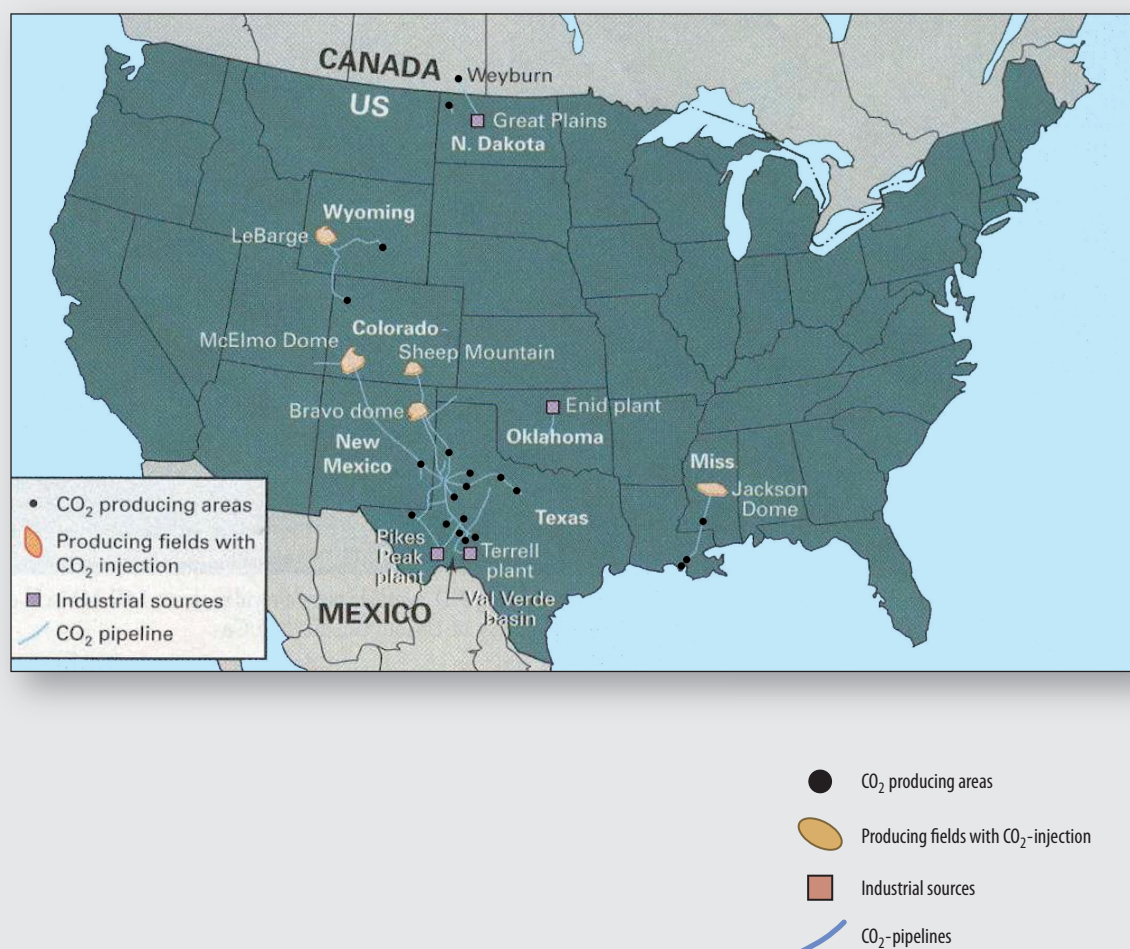 CANADA
Weyburn
US
Great Plains
N. Dakota
Wyoming
LeBarge
Colorado-
McElmo Dome
Sheep Mountain
Bravo dome
Enid plant
Oklahoma
New
Mexico
Miss
Jackson
Dome
Texas
Pikes
Peak
plant
Terrell
plant
Val Verde
basin
MEXICO
CO₂ producing areas
Producing fields with
CO₂ injection
Industrial sources
CO₂ pipeline
CO₂ producing areas
Producing fields with CO₂-injection
Industrial sources
CO₂-pipelines